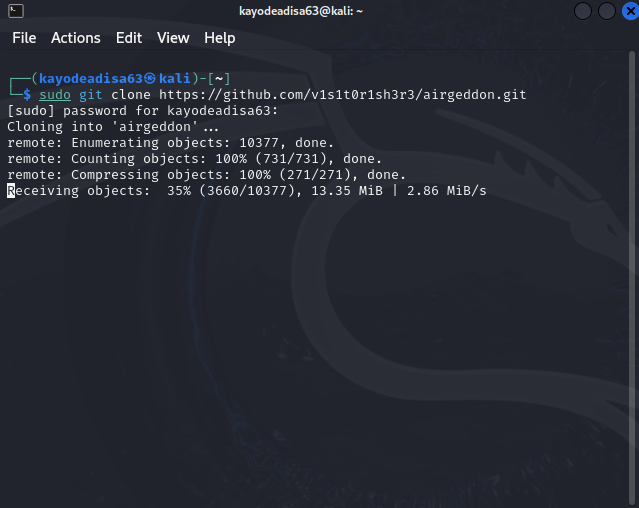 kayodeadisa63@kali: ~
File Actions Edit View Help
┌──(kayodeadisa63㉿kali)-[~]
└─$ sudo git clone https://github.com/v1s1t0r1sh3r3/airgeddon.git
[sudo] password for kayodeadisa63:
Cloning into 'airgeddon'...
remote: Enumerating objects: 10377, done.
remote: Counting objects: 100% (731/731), done.
remote: Compressing objects: 100% (271/271), done.
Receiving objects:  35% (3660/10377), 13.35 MiB | 2.86 MiB/s